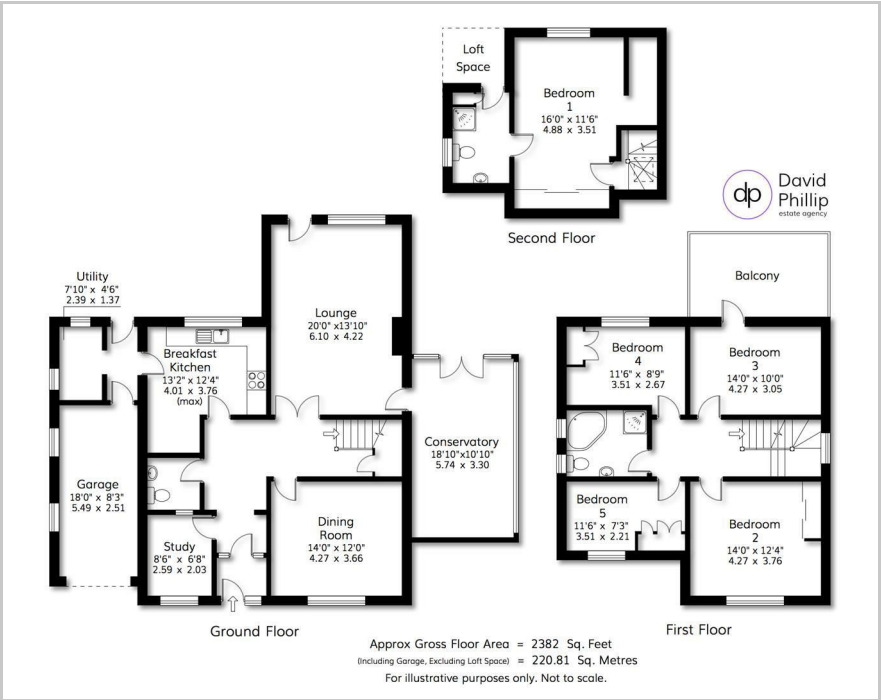 Loft
Space
Bedroom
1
16'0" x 11'6"
4.88 x 3.51
Second Floor
dp
David
Phillip
estate agency
Utility
7'10" x 4'6"
2.39 x 1.37
Breakfast
Kitchen
13'2" x 12'4"
4.01 x 3.76
(max)
Lounge
20'0" x13'10"
6.10 x 4.22
Conservatory
18'10"x10'10"
5.74 x 3.30
Garage
18'0" x 8'3"
5.49 x 2.51
Study
8'6" x 6'8"
2.59 x 2.03
Dining
Room
14'0" x 12'0"
4.27 x 3.66
Ground Floor
Balcony
Bedroom
4
11'6" x 8'9"
3.51 x 2.67
Bedroom
3
14'0" x 10'0"
4.27 x 3.05
Bedroom
5
11'6" x 7'3"
3.51 x 2.21
Bedroom
2
14'0" x 12'4"
4.27 x 3.76
First Floor
Approx Gross Floor Area = 2382 Sq. Feet
(Including Garage, Excluding Loft Space) = 220.81 Sq. Metres
For illustrative purposes only. Not to scale.